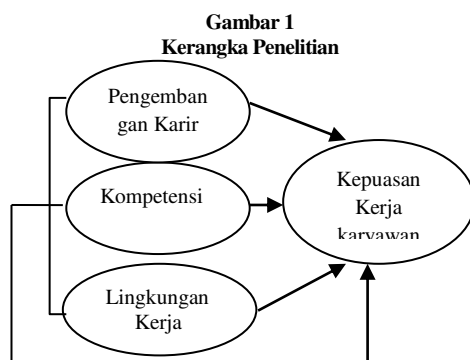 Gambar 1
Kerangka Penelitian
Pengemban
gan Karir
Kompetensi
Kepuasan
Kerja
karyawan
Lingkungan
Kerja